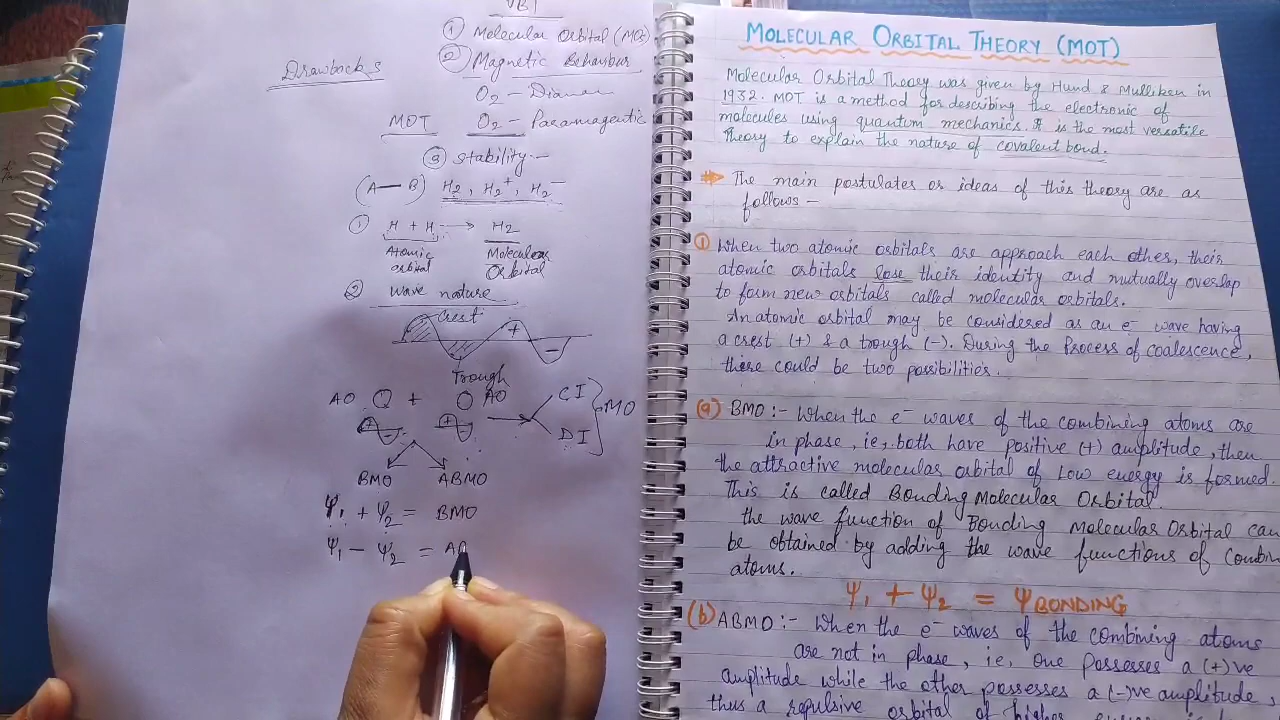 VBT
① Molecular Orbital (MOs)
② Magnetic Behaviour
Drawbacks
O2 – Diaman
MOT
O2 – Paramagentic
③ Stability:-
(A — B) H2, H2+, H2-
① H + H → H2
Atomic Molecular
orbital Orbital
② wave nature
Crest
+
–
Trough
AO + AO
CI
DI
MO
+ +
BMO ABMO
Ψ1 + Ψ2 = BMO
Ψ1 – Ψ2 = AB
MOLECULAR ORBITAL THEORY (MOT)
Molecular Orbital Theory was given by Hund & Mulliken in
1932. MOT is a method for describing the electronic of
molecules using quantum mechanics. It is the most versatile
Theory to explain the nature of covalent bond.
The main postulates or ideas of this theory are as
follows –
① When two atomic orbitals are approach each others, their
atomic orbitals lose their identity and mutually overlap
to form new orbitals called molecular orbitals.
An atomic orbital may be considered as an e- wave having
a crest (+) & a trough (-). During the Process of coalescence,
there could be two possibilities.
(a) BMO :- When the e- waves of the combining atoms are
in phase, ie, both have positive (+) amplitude, then
the attractive molecular orbital of Low energy is formed.
This is called Bonding Molecular Orbital.
the wave function of Bonding Molecular Orbital can
be obtained by adding the wave functions of Combin
atoms.
Ψ1 + Ψ2 = Ψ BONDING
(b) ABMO :- When the e- waves of the combining atoms
are not in phase, ie, one possesses a (+)ve
amplitude while the other possesses a (-)ve amplitude,
thus a repulsive orbital of higher